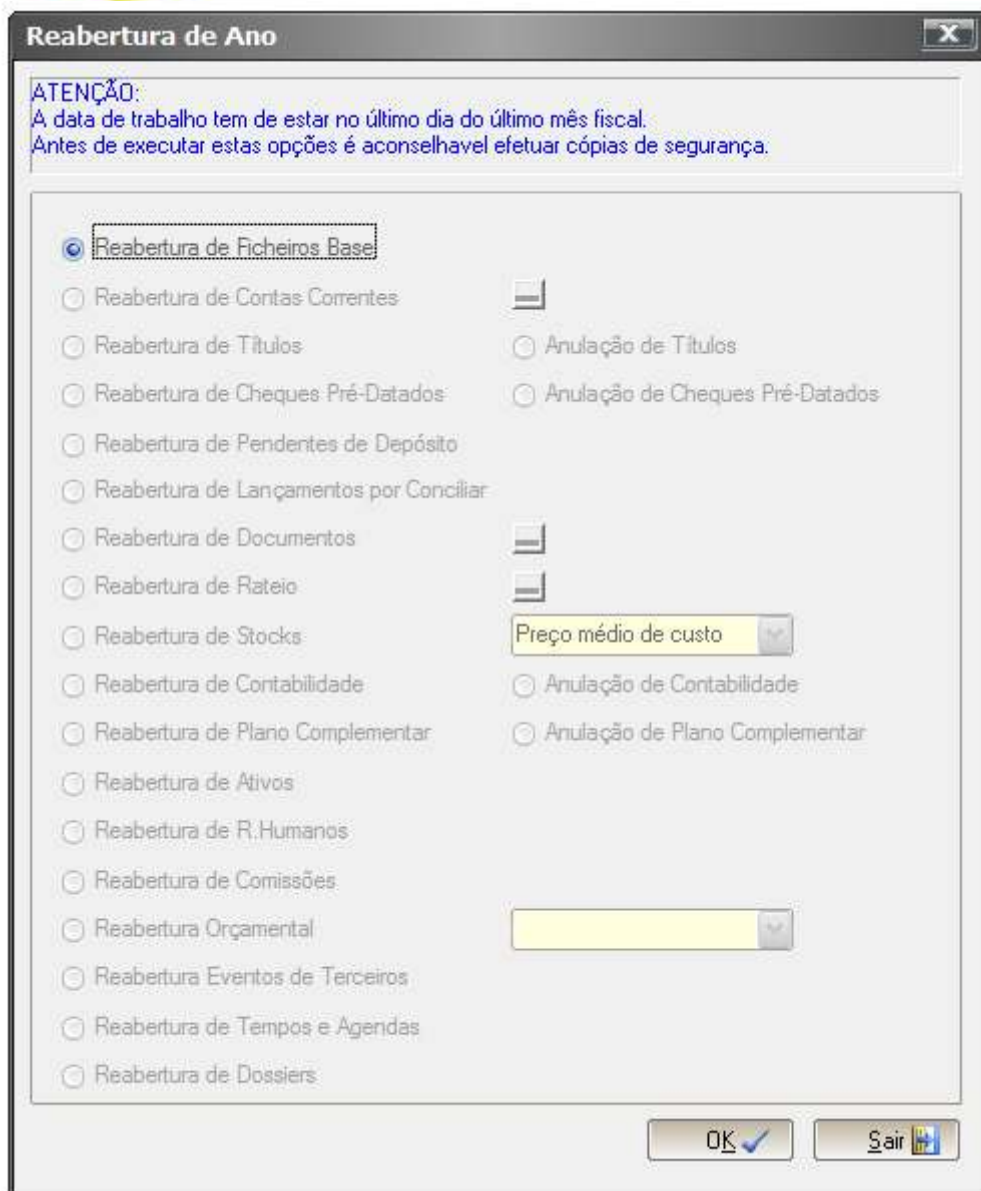 Reabertura de Ano
ATENÇÃO:
A data de trabalho tem de estar no último dia do último mês fiscal.
Antes de executar estas opções é aconselhavel efetuar cópias de segurança.
Reabertura de Ficheiros Base
Reabertura de Contas Correntes
Reabertura de Títulos Anulação de Títulos
Reabertura de Cheques Pré-Datados Anulação de Cheques Pré-Datados
Reabertura de Pendentes de Depósito
Reabertura de Lançamentos por Conciliar
Reabertura de Documentos
Reabertura de Rateio
Reabertura de Stocks Preço médio de custo
Reabertura de Contabilidade Anulação de Contabilidade
Reabertura de Plano Complementar Anulação de Plano Complementar
Reabertura de Ativos
Reabertura de R.Humanos
Reabertura de Comissões
Reabertura Orçamental
Reabertura Eventos de Terceiros
Reabertura de Tempos e Agendas
Reabertura de Dossiers
OK Sair